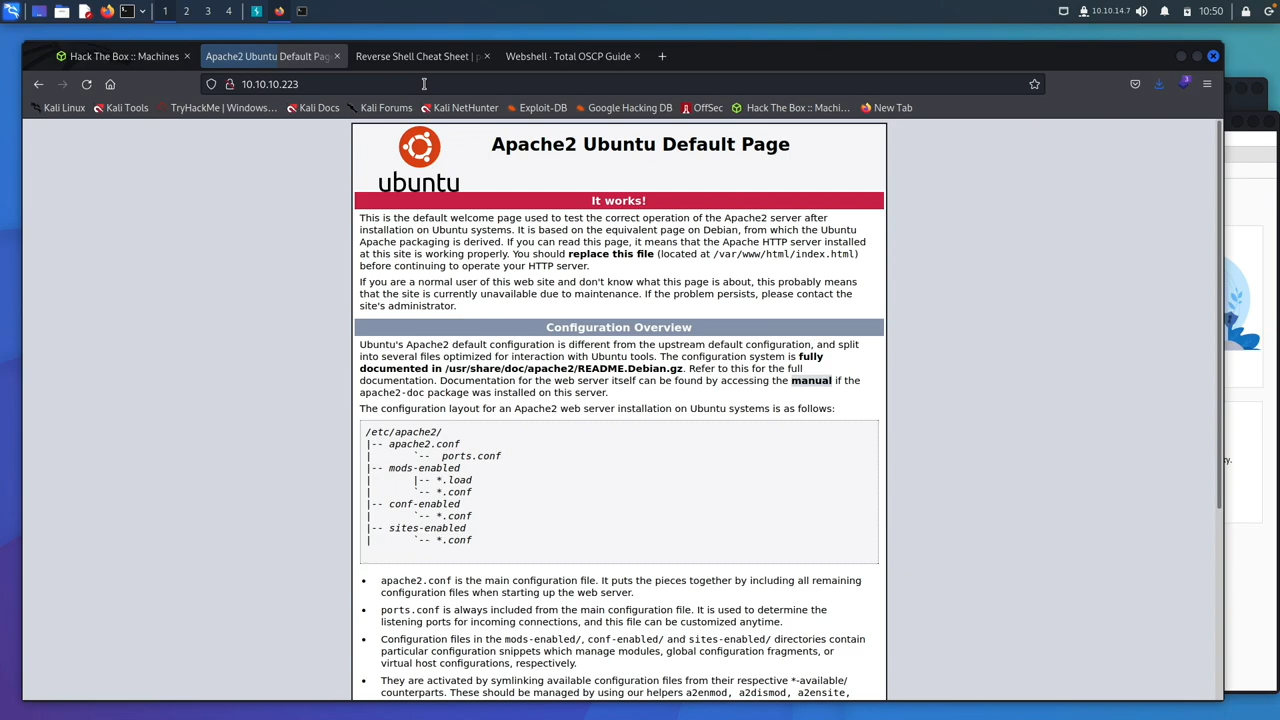 1 2 3 4 10.10.14.7 10:50
Hack The Box :: Machines Apache2 Ubuntu Default Pag Reverse Shell Cheat Sheet | p Webshell · Total OSCP Guide
10.10.10.223
3
Kali Linux Kali Tools TryHackMe | Windows… Kali Docs Kali Forums Kali NetHunter Exploit-DB Google Hacking DB OffSec Hack The Box :: Machi… New Tab
Apache2 Ubuntu Default Page
ubuntu
It works!
This is the default welcome page used to test the correct operation of the Apache2 server after
installation on Ubuntu systems. It is based on the equivalent page on Debian, from which the Ubuntu
Apache packaging is derived. If you can read this page, it means that the Apache HTTP server installed
at this site is working properly. You should replace this file (located at /var/www/html/index.html)
before continuing to operate your HTTP server.
If you are a normal user of this web site and don't know what this page is about, this probably means
that the site is currently unavailable due to maintenance. If the problem persists, please contact the
site's administrator.
Configuration Overview
Ubuntu's Apache2 default configuration is different from the upstream default configuration, and split
into several files optimized for interaction with Ubuntu tools. The configuration system is fully
documented in /usr/share/doc/apache2/README.Debian.gz. Refer to this for the full
documentation. Documentation for the web server itself can be found by accessing the manual if the
apache2-doc package was installed on this server.
The configuration layout for an Apache2 web server installation on Ubuntu systems is as follows:
/etc/apache2/
|-- apache2.conf
|       `--  ports.conf
|-- mods-enabled
|       |-- *.load
|       `-- *.conf
|-- conf-enabled
|       `-- *.conf
|-- sites-enabled
|       `-- *.conf
• apache2.conf is the main configuration file. It puts the pieces together by including all remaining
configuration files when starting up the web server.
• ports.conf is always included from the main configuration file. It is used to determine the
listening ports for incoming connections, and this file can be customized anytime.
• Configuration files in the mods-enabled/, conf-enabled/ and sites-enabled/ directories contain
particular configuration snippets which manage modules, global configuration fragments, or
virtual host configurations, respectively.
• They are activated by symlinking available configuration files from their respective *-available/
counterparts. These should be managed by using our helpers a2enmod, a2dismod, a2ensite,